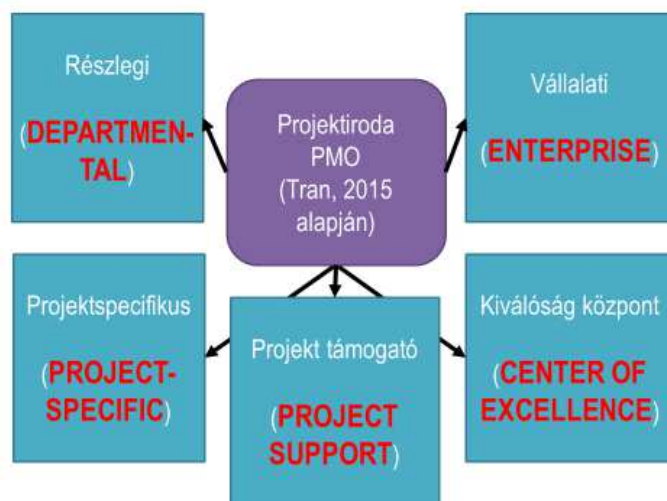 Részlegi
(DEPARTMEN-
TAL)
Projektiroda
PMO
(Tran, 2015
alapján)
Vállalati
(ENTERPRISE)
Projektspecifikus
(PROJECT-
SPECIFIC)
Projekt támogató
(PROJECT
SUPPORT)
Kiválóság központ
(CENTER OF
EXCELLENCE)